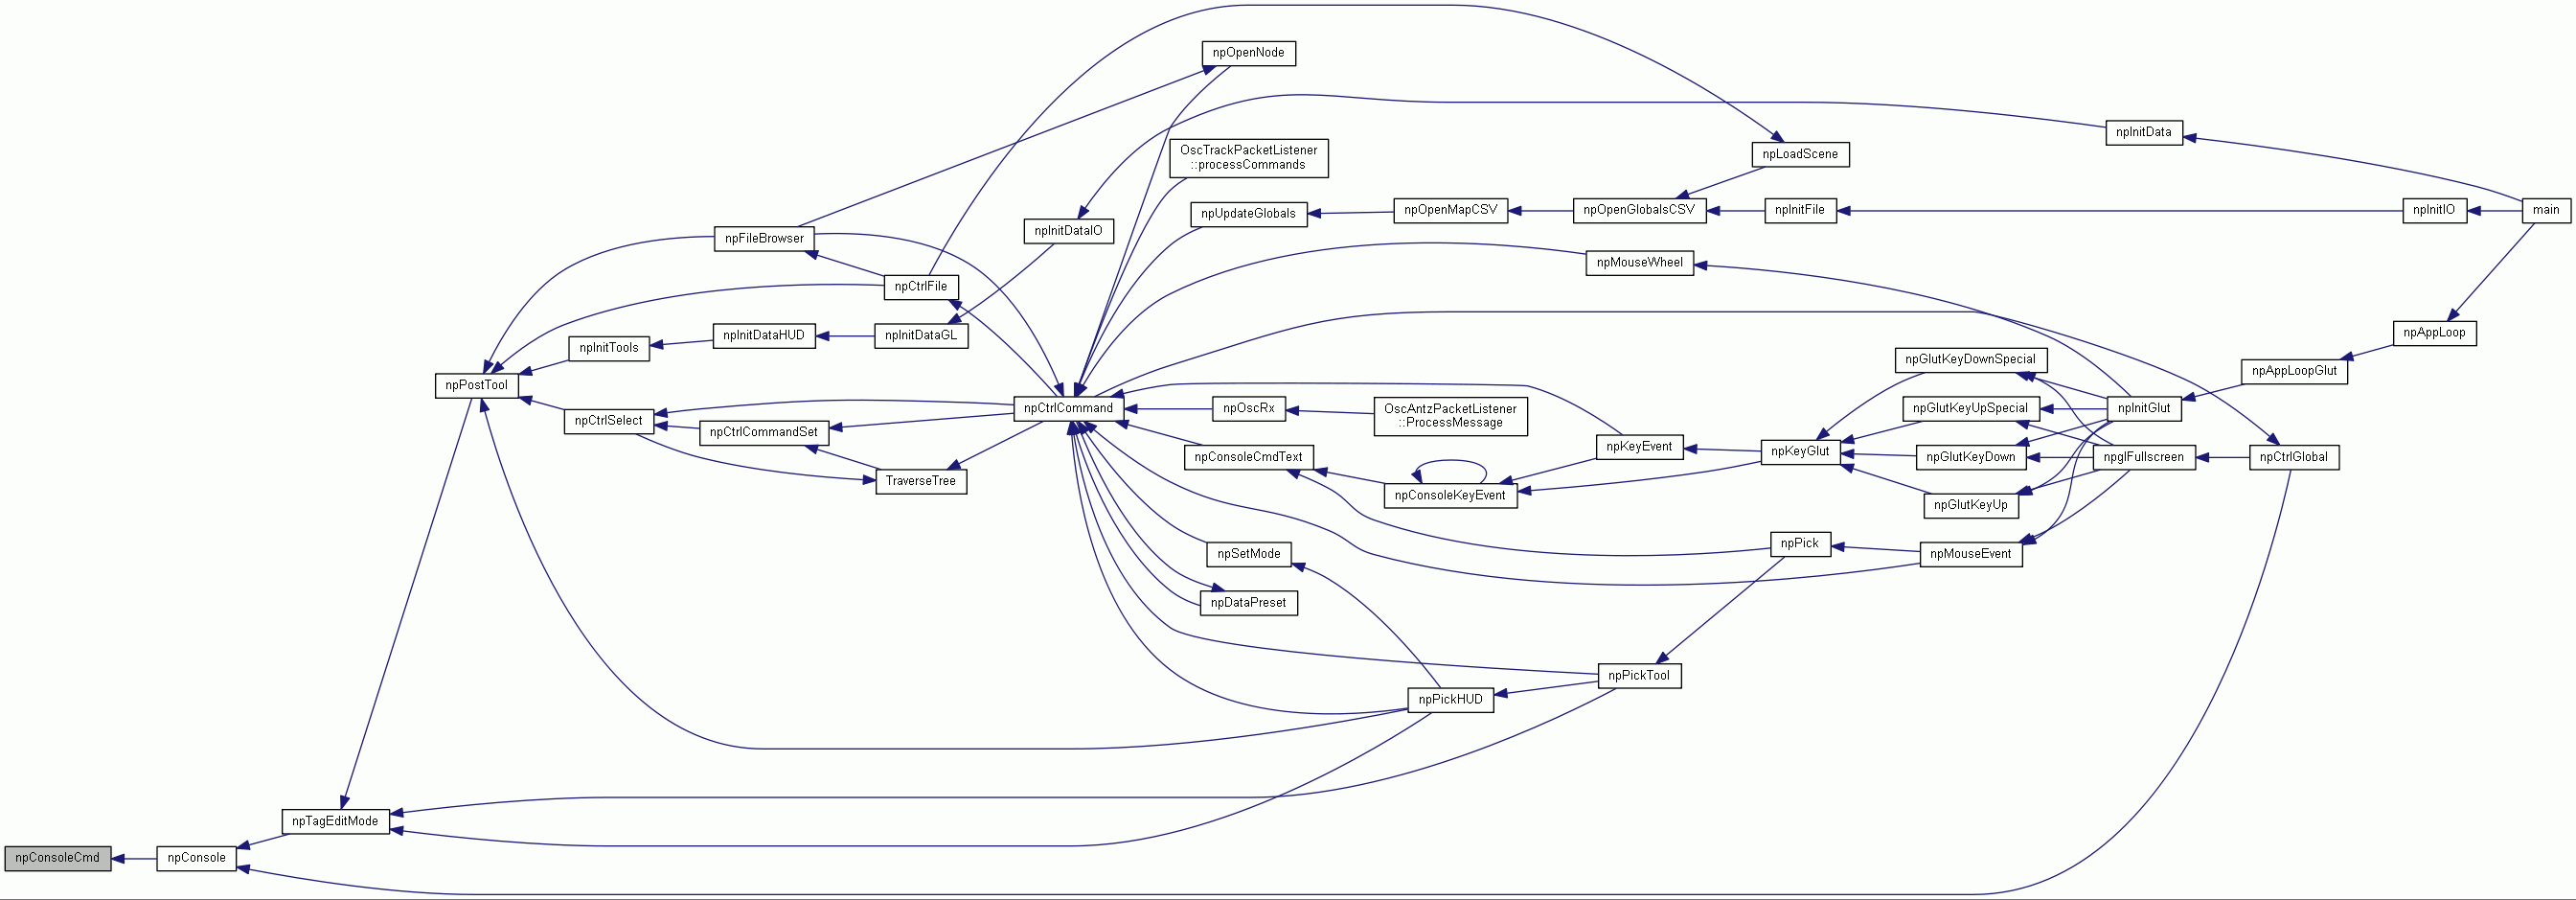 npOpenNode
npInitData
OscTrackPacketListener
::processCommands
npLoadScene
npUpdateGlobals
npOpenMapCSV
npOpenGlobalsCSV
npInitFile
npInitIO
main
npInitDataIO
npFileBrowser
npMouseWheel
npCtrlFile
npInitDataHUD
npInitDataGL
npInitTools
npAppLoop
npGlutKeyDownSpecial
npAppLoopGlut
npPostTool
npCtrlCommand
npOscRx
OscAntzPacketListener
::ProcessMessage
npGlutKeyUpSpecial
npInitGlut
npCtrlSelect
npCtrlCommandSet
npKeyEvent
npKeyGlut
npConsoleCmdText
npGlutKeyDown
npglFullscreen
npCtrlGlobal
TraverseTree
npConsoleKeyEvent
npGlutKeyUp
npSetMode
npPick
npMouseEvent
npDataPreset
npPickTool
npPickHUD
npTagEditMode
npConsoleCmd
npConsole